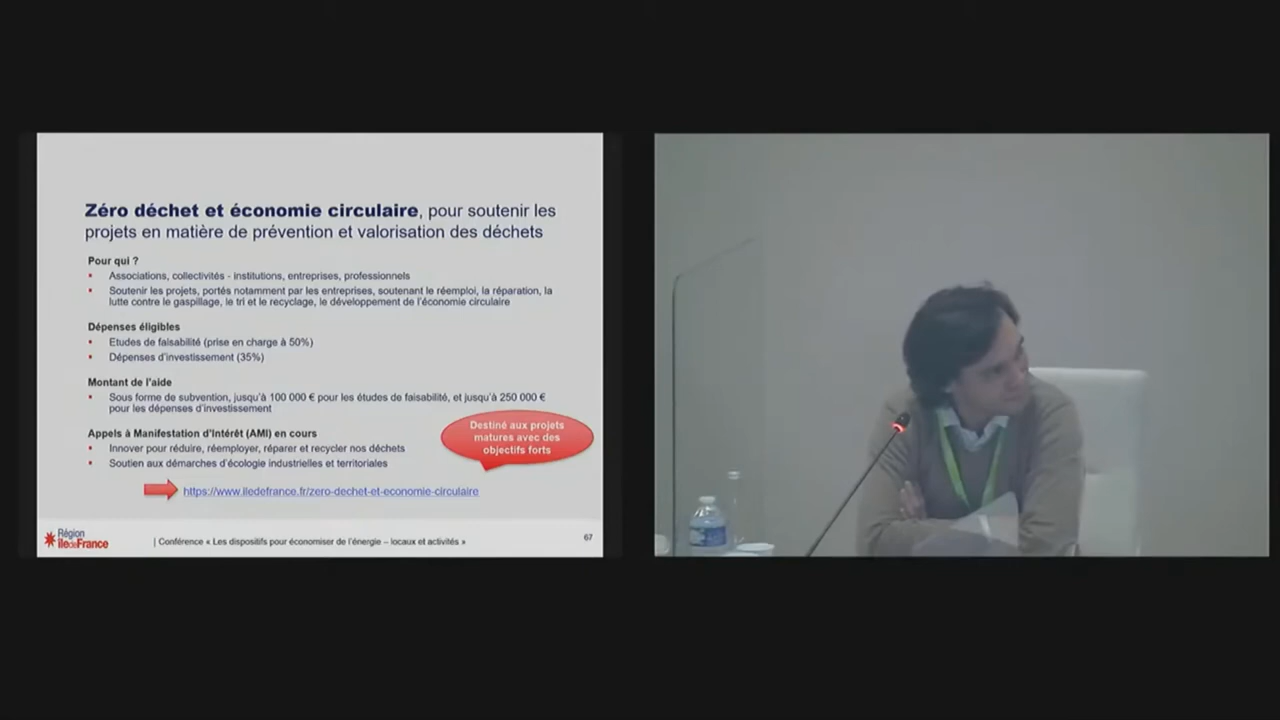 Zéro déchet et économie circulaire, pour soutenir les
projets en matière de prévention et valorisation des déchets
Pour qui ?
Associations, collectivités - institutions, entreprises, professionnels
Soutenir les projets, portés notamment par les entreprises, soutenant le réemploi, la réparation, la
lutte contre le gaspillage, le tri et le recyclage, le développement de l'économie circulaire
Dépenses éligibles
Etudes de faisabilité (prise en charge à 50%)
Dépenses d'investissement (35%)
Montant de l'aide
Sous forme de subvention, jusqu'à 100 000 € pour les études de faisabilité, et jusqu'à 250 000 €
pour les dépenses d'investissement
Appels à Manifestation d'Intérêt (AMI) en cours
Innover pour réduire, réemployer, réparer et recycler nos déchets
Soutien aux démarches d'écologie industrielles et territoriales
Destiné aux projets
matures avec des
objectifs forts
https://www.iledefrance.fr/zero-dechet-et-economie-circulaire
Région
îledeFrance
| Conférence « Les dispositifs pour économiser de l'énergie – locaux et activités »
67